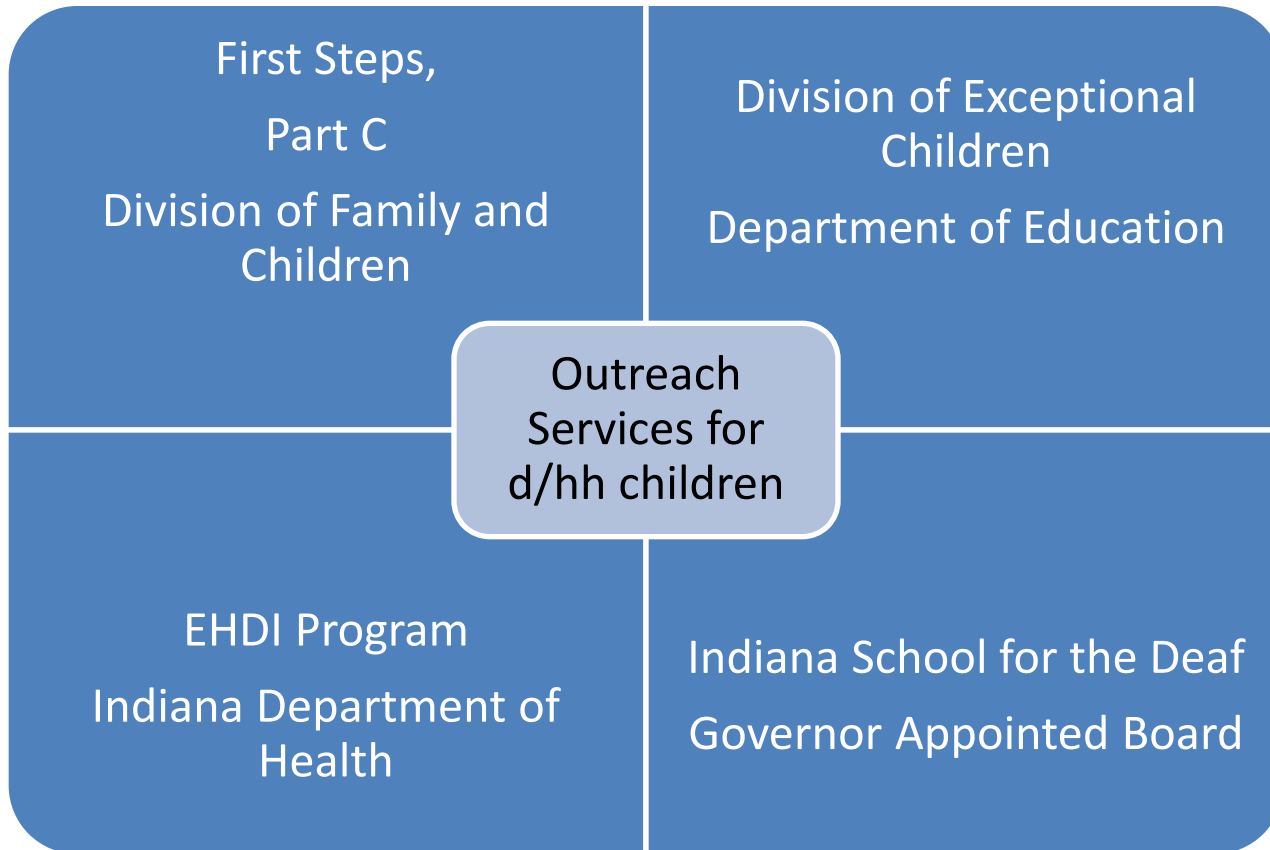 First Steps,
Part C
Division of Family and
Children
Division of Exceptional
Children
Department of Education
Outreach
Services for
d/hh children
EHDI Program
Indiana Department of
Health
Indiana School for the Deaf
Governor Appointed Board